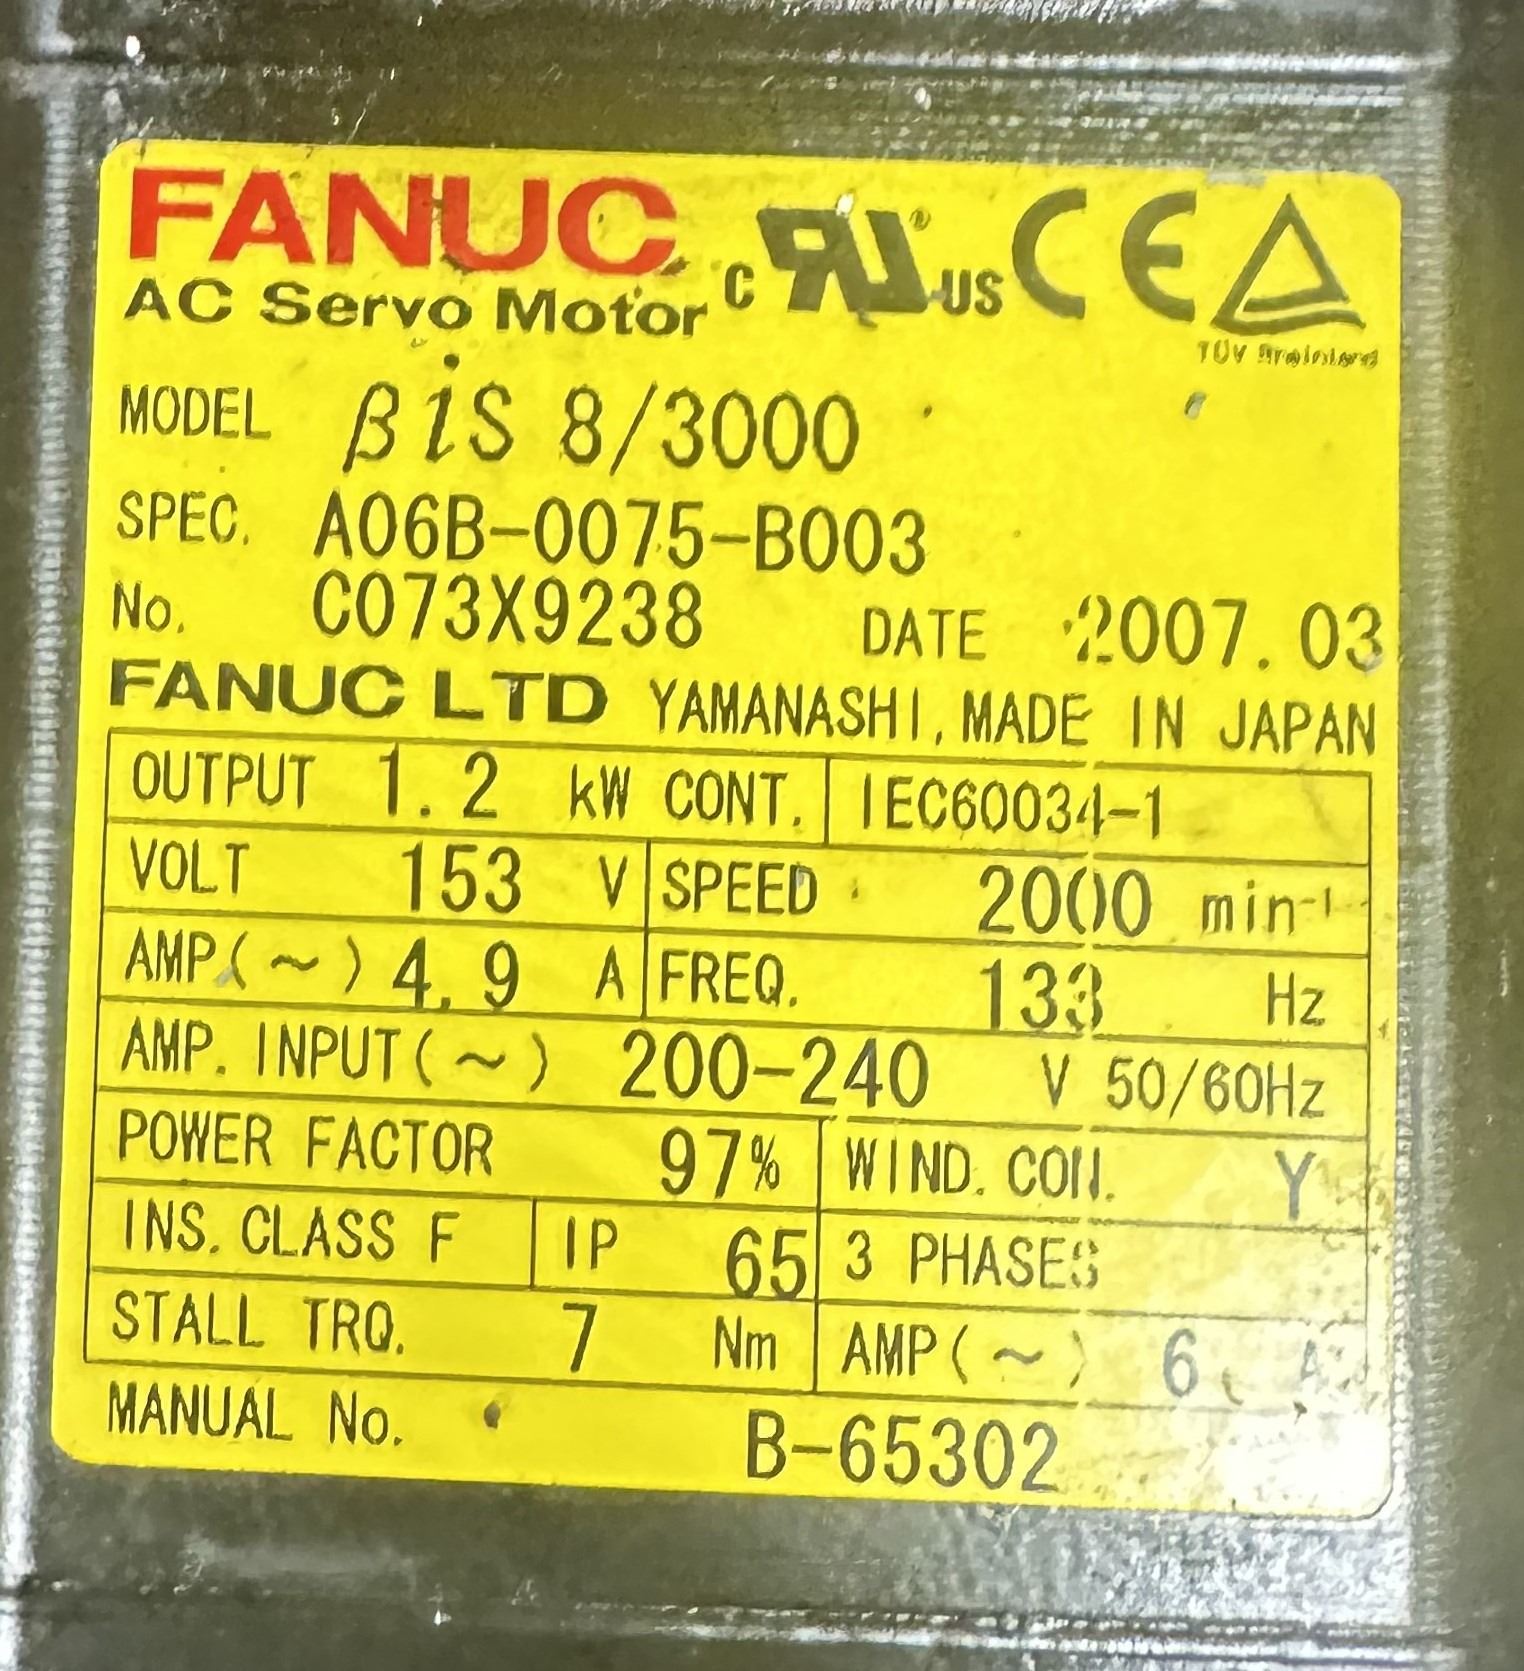 FANUC
AC Servo Motor c RU® US CE
TÜV
MODEL βiS 8/3000
SPEC. A06B-0075-B003
No. C073X9238 DATE 2007.03
FANUC LTD YAMANASHI, MADE IN JAPAN
OUTPUT 1.2 kW CONT. IEC60034-1
VOLT 153 V SPEED 2000 min-1
AMP(~) 4.9 A FREQ. 133 Hz
AMP. INPUT(~) 200-240 V 50/60Hz
POWER FACTOR 97% WIND. CON. Y
INS. CLASS F IP 65 3 PHASES
STALL TRQ. 7 Nm AMP(~) 6 A
MANUAL No. B-65302